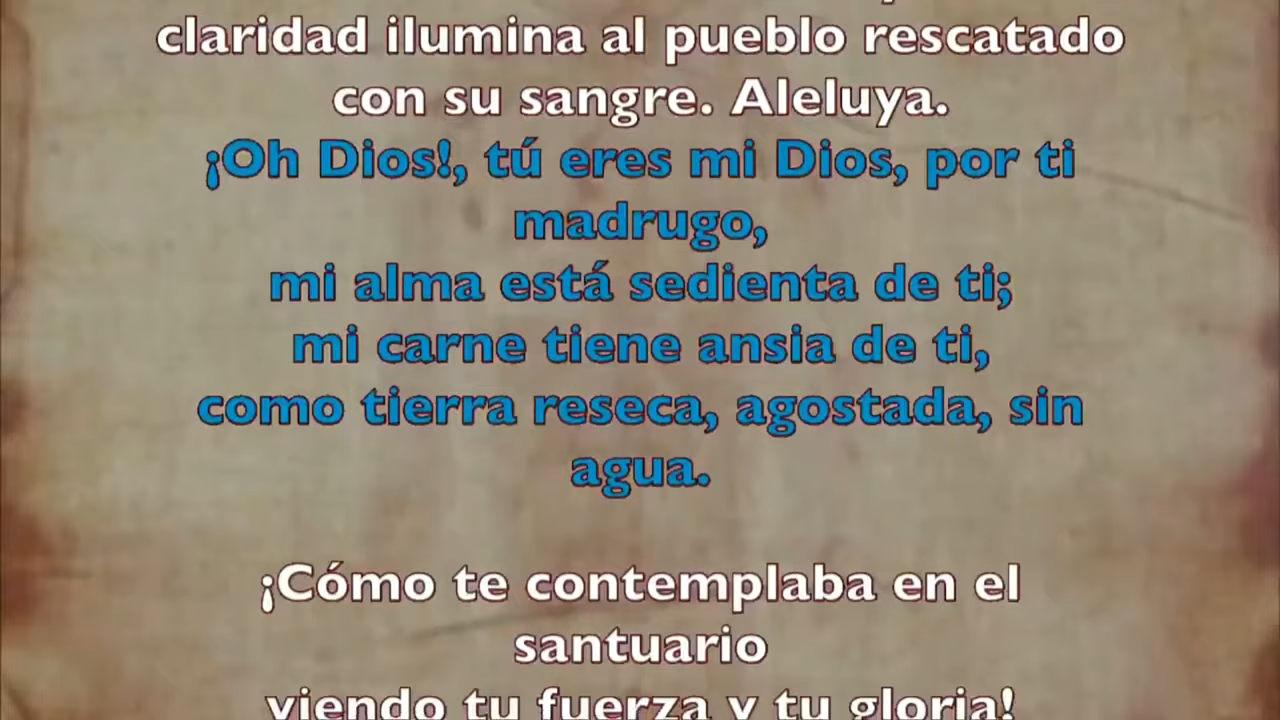 claridad ilumina al pueblo rescatado
con su sangre. Aleluya.
¡Oh Dios!, tú eres mi Dios, por ti
madrugo,
mi alma está sedienta de ti;
mi carne tiene ansia de ti,
como tierra reseca, agostada, sin
agua.
¡Cómo te contemplaba en el
santuario
viendo tu fuerza y tu gloria!